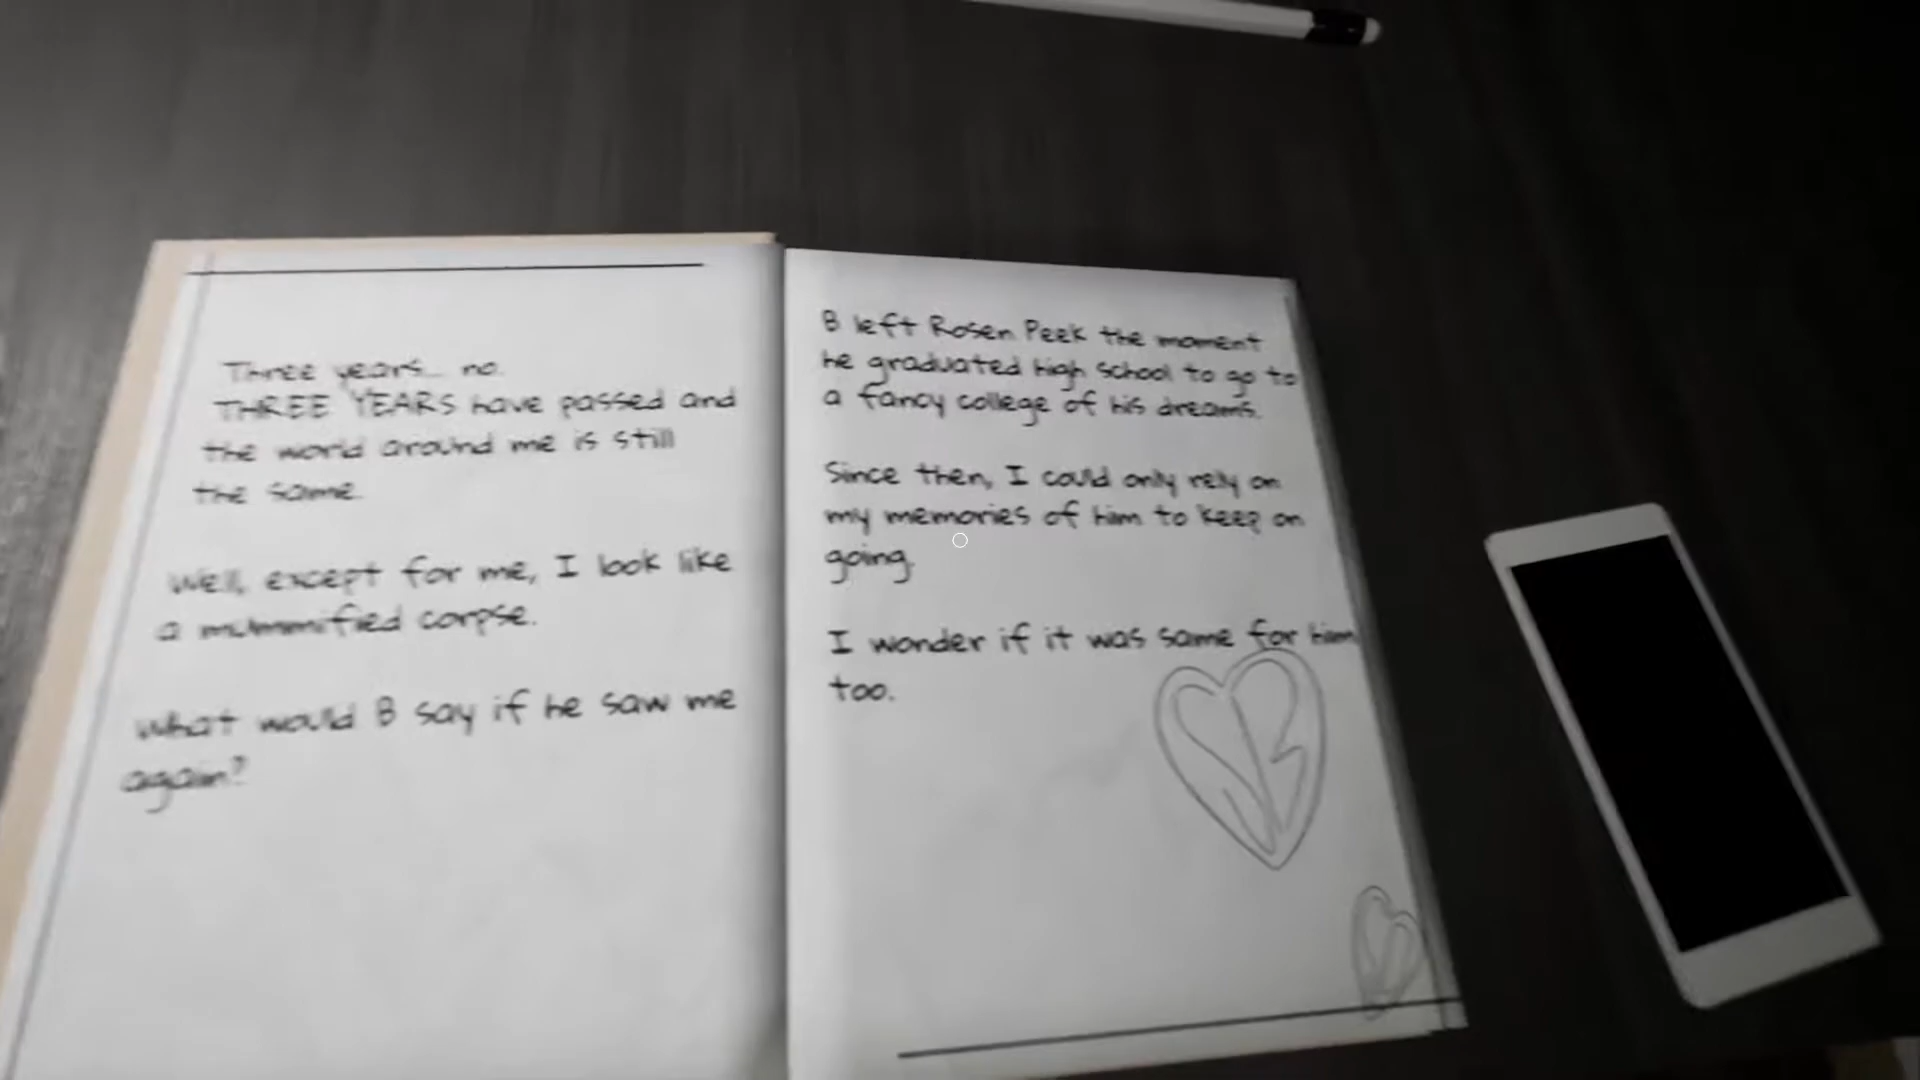 Three years... no.
THREE YEARS have passed and
the world around me is still
the same.
Well, except for me, I look like
a mummified corpse.
What would B say if he saw me
again?
B left Rosen Peek the moment
he graduated high school to go to
a fancy college of his dreams.
Since then, I could only rely on
my memories of him to keep on
going.
I wonder if it was same for him
too.